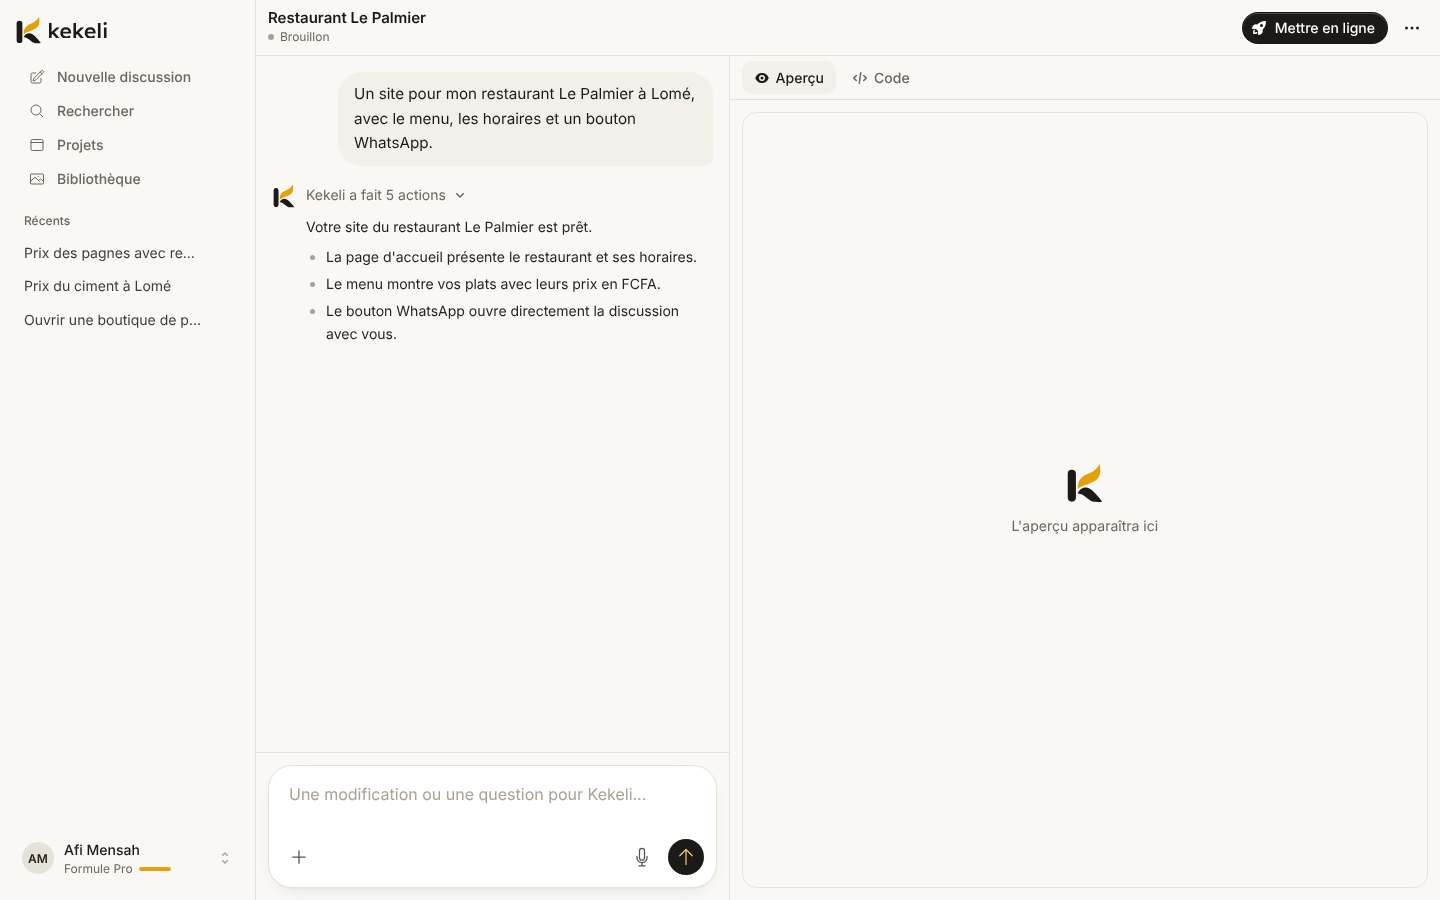 kekeli
Nouvelle discussion
Rechercher
Projets
Bibliothèque
Récents
Prix des pagnes avec re...
Prix du ciment à Lomé
Ouvrir une boutique de p...
AM
Afi Mensah
Formule Pro
Restaurant Le Palmier
Brouillon
Mettre en ligne
Un site pour mon restaurant Le Palmier à Lomé,
avec le menu, les horaires et un bouton
WhatsApp.
Kekeli a fait 5 actions
Votre site du restaurant Le Palmier est prêt.
La page d'accueil présente le restaurant et ses horaires.
Le menu montre vos plats avec leurs prix en FCFA.
Le bouton WhatsApp ouvre directement la discussion
avec vous.
Une modification ou une question pour Kekeli...
Aperçu
Code
L'aperçu apparaîtra ici